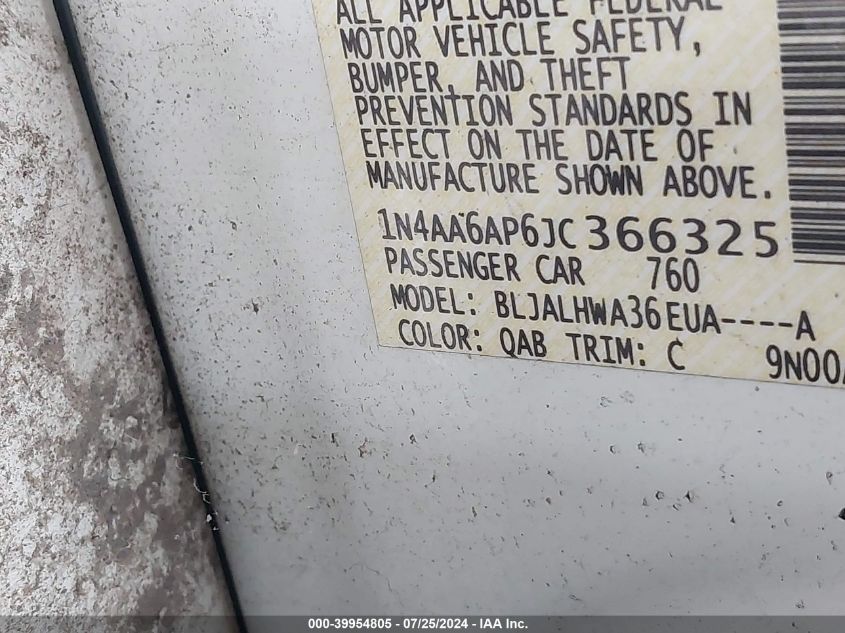 ALL APPLICABLE FEDERAL
MOTOR VEHICLE SAFETY,
BUMPER, AND THEFT
PREVENTION STANDARDS IN
EFFECT ON THE DATE OF
MANUFACTURE SHOWN ABOVE.
1N4AA6AP6JC366325
PASSENGER CAR 760
MODEL: BLJALHWA36EUA----A
COLOR: QAB TRIM: C 9N00
000-39954805 - 07/25/2024 - IAA Inc.